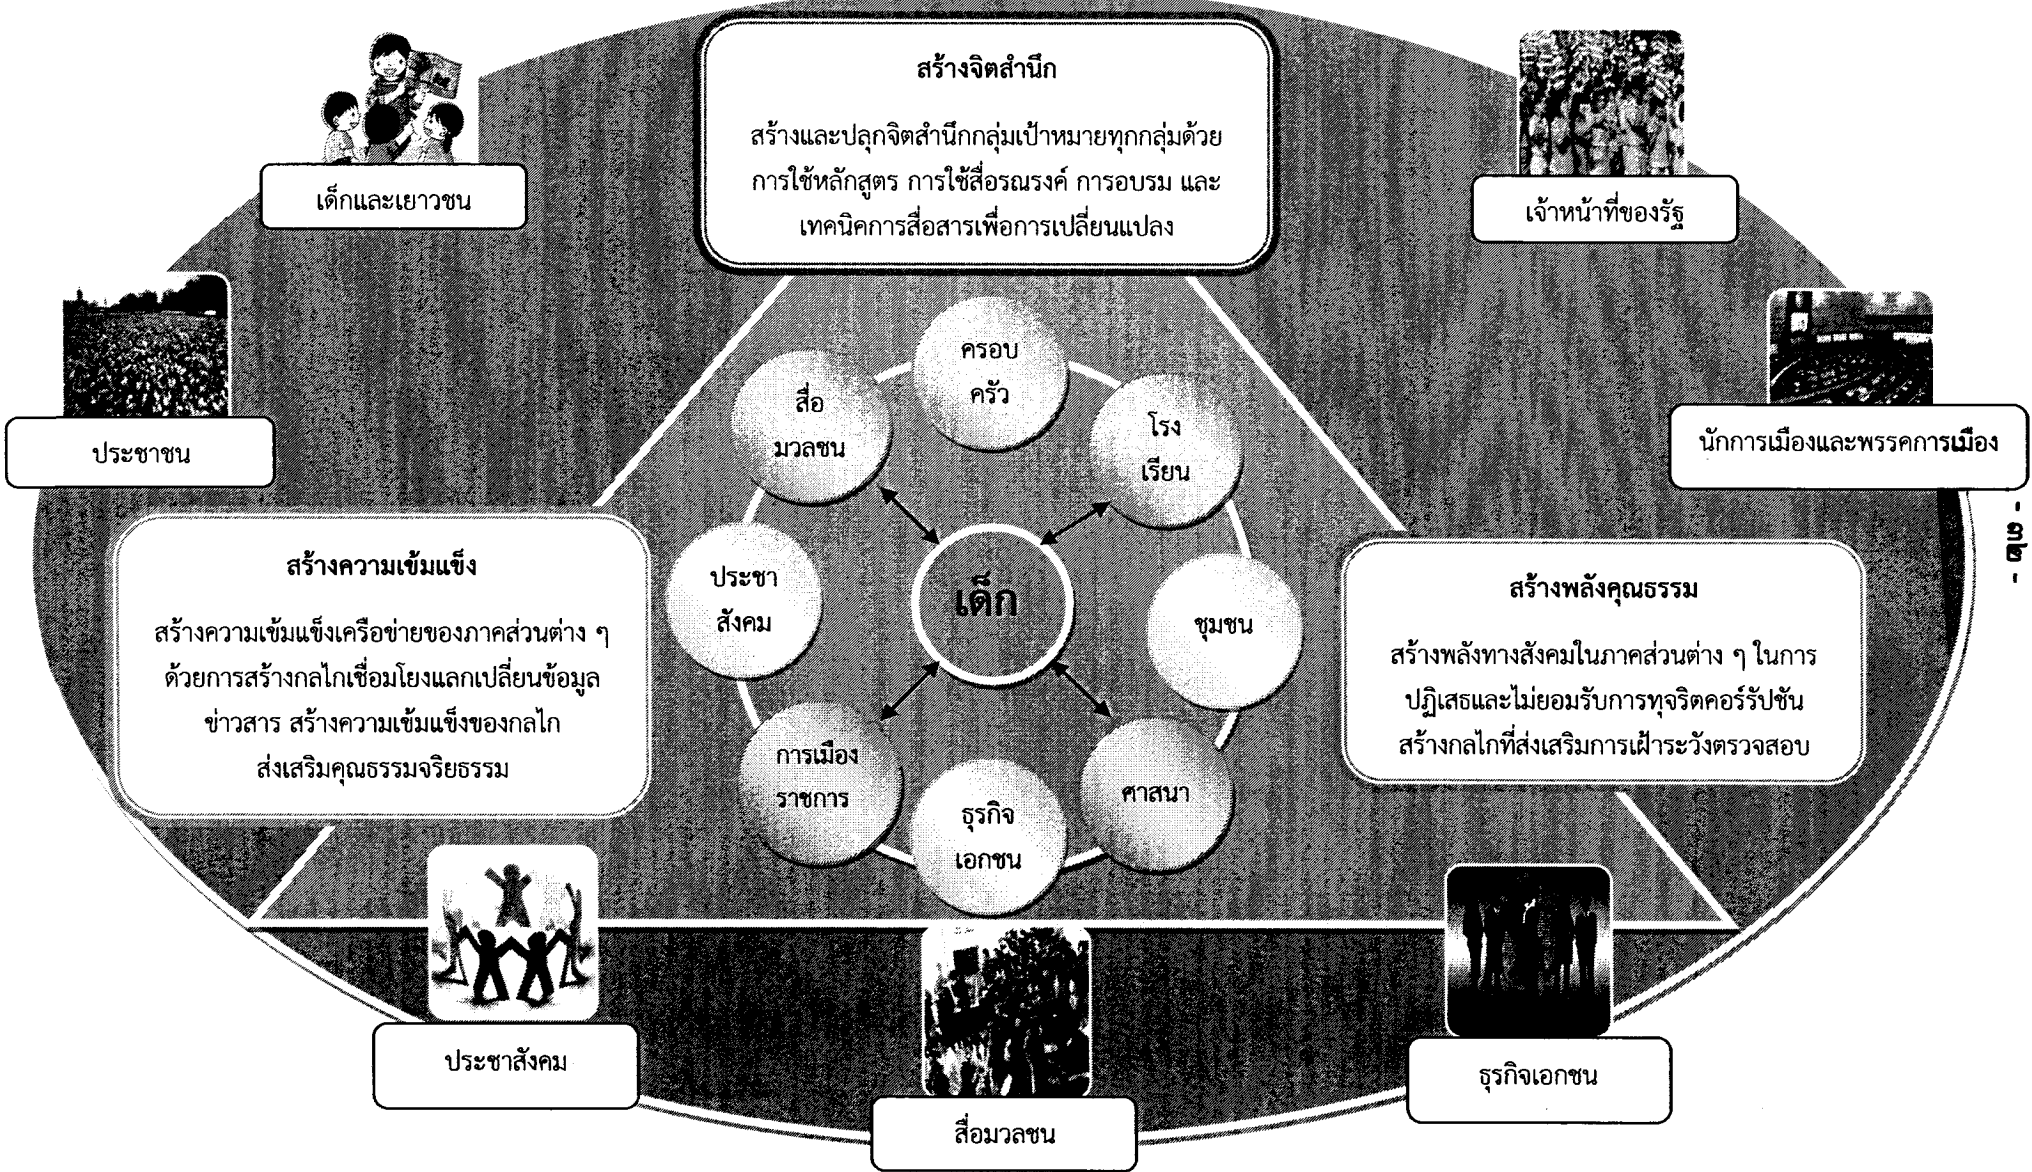 สร้างจิตสำนึก
สร้างและปลุกจิตสำนึกกลุ่มเป้าหมายทุกกลุ่มด้วย
การใช้หลักสูตร การใช้สื่อรณรงค์ การอบรม และ
เทคนิคการสื่อสารเพื่อการเปลี่ยนแปลง
เด็กและเยาวชน
เจ้าหน้าที่ของรัฐ
ประชาชน
นักการเมืองและพรรคการเมือง
ครอบ
ครัว
สื่อ
มวลชน
โรง
เรียน
ประชา
สังคม
เด็ก
ชุมชน
การเมือง
ราชการ
ธุรกิจ
เอกชน
ศาสนา
สร้างความเข้มแข็ง
สร้างความเข้มแข็งเครือข่ายของภาคส่วนต่าง ๆ
ด้วยการสร้างกลไกเชื่อมโยงแลกเปลี่ยนข้อมูล
ข่าวสาร สร้างความเข้มแข็งของกลไก
ส่งเสริมคุณธรรมจริยธรรม
สร้างพลังคุณธรรม
สร้างพลังทางสังคมในภาคส่วนต่าง ๆ ในการ
ปฏิเสธและไม่ยอมรับการทุจริตคอร์รัปชัน
สร้างกลไกที่ส่งเสริมการเฝ้าระวังตรวจสอบ
- ๓๒ -
ประชาสังคม
สื่อมวลชน
ธุรกิจเอกชน